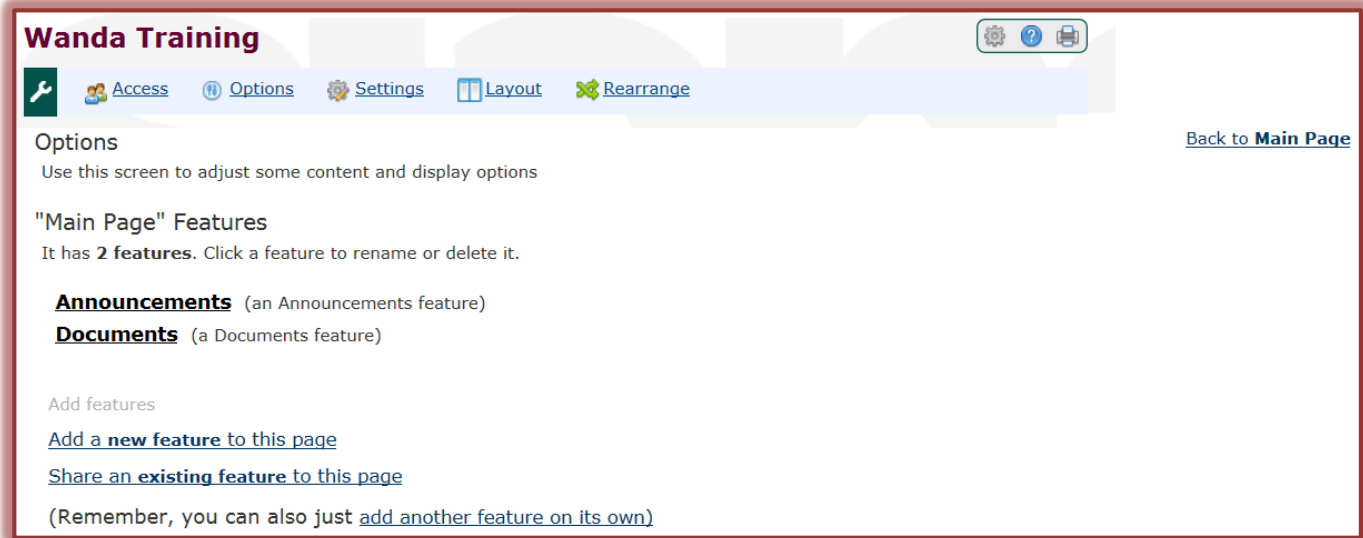 Wanda Training
Access Options Settings Layout Rearrange
Options
Back to Main Page
Use this screen to adjust some content and display options
"Main Page" Features
It has 2 features. Click a feature to rename or delete it.
Announcements (an Announcements feature)
Documents (a Documents feature)
Add features
Add a new feature to this page
Share an existing feature to this page
(Remember, you can also just add another feature on its own)